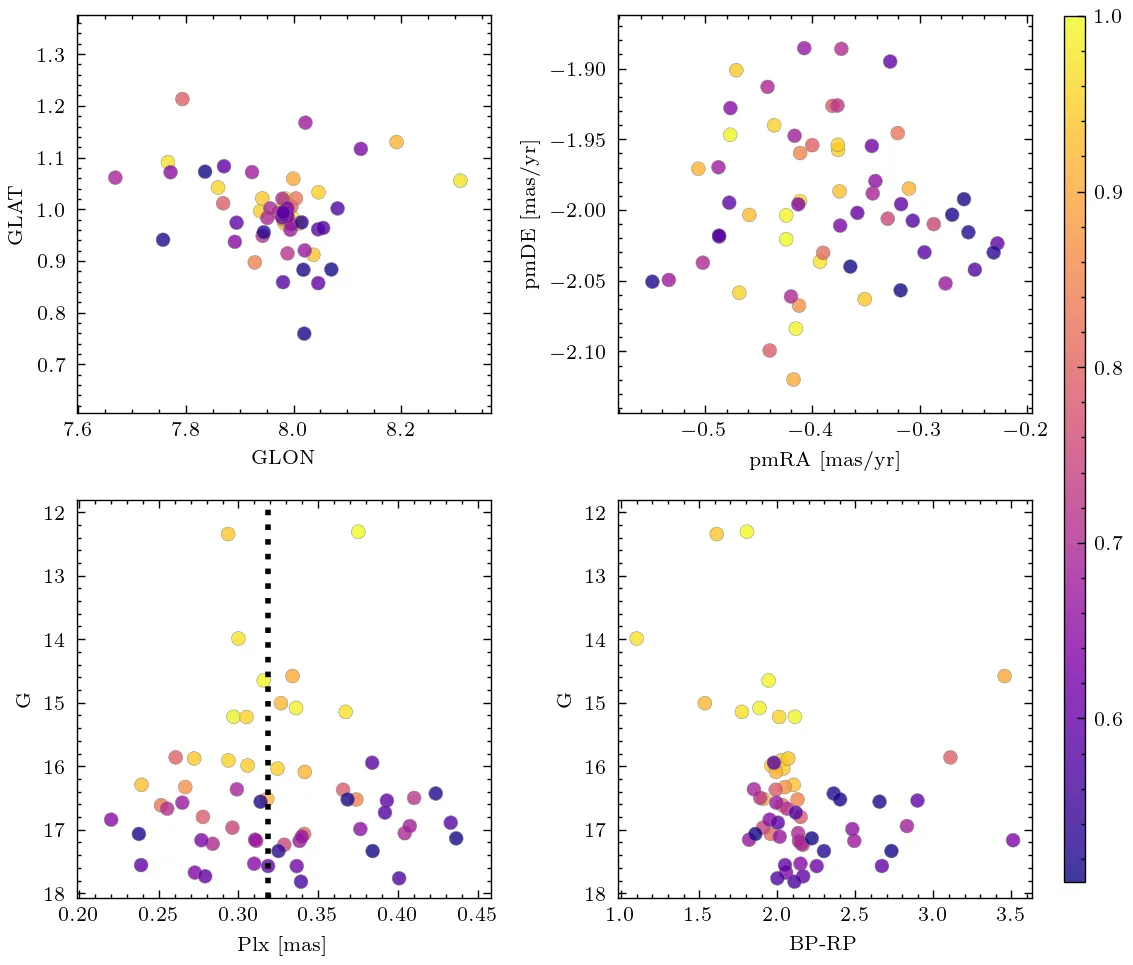 GLAT
1.3
1.2
1.1
1.0
0.9
0.8
0.7
7.6 7.8 8.0 8.2
GLON
pmDE [mas/yr]
−1.90
−1.95
−2.00
−2.05
−2.10
−0.5 −0.4 −0.3 −0.2
pmRA [mas/yr]
G
12
13
14
15
16
17
18
0.20 0.25 0.30 0.35 0.40 0.45
Plx [mas]
G
12
13
14
15
16
17
18
1.0 1.5 2.0 2.5 3.0 3.5
BP-RP
1.0
0.9
0.8
0.7
0.6